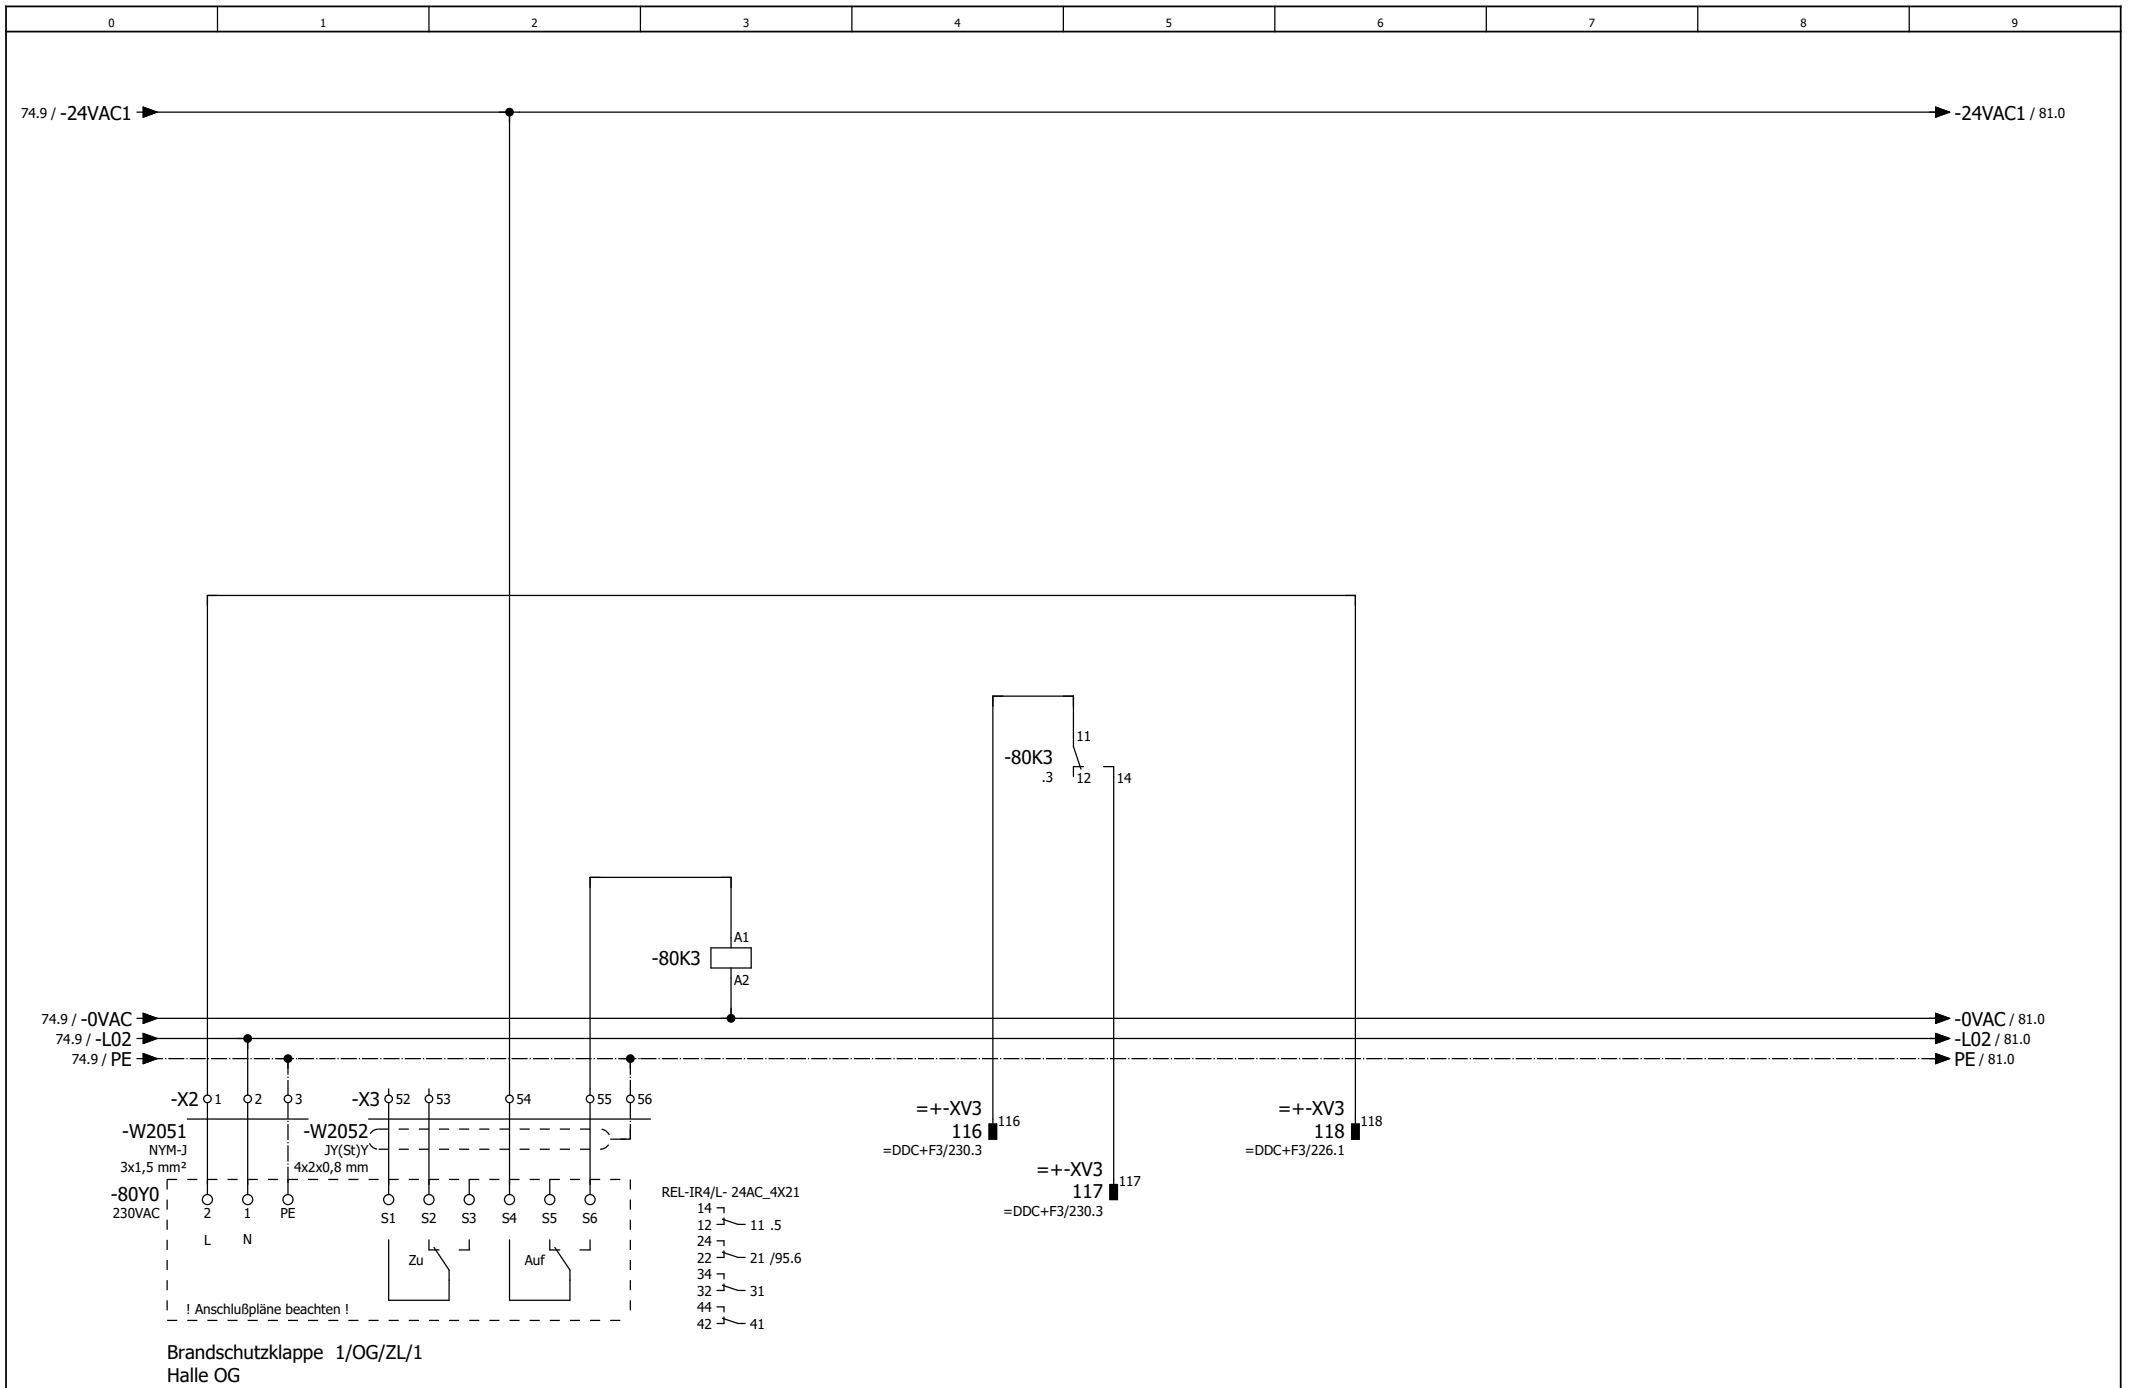 0 1 2 3 4 5 6 7 8 9
74.9 / -24VAC1
-24VAC1 / 81.0
11
-80K3
.3
12 14
A1
-80K3
A2
74.9 / -0VAC
-0VAC / 81.0
74.9 / -L02
-L02 / 81.0
74.9 / PE
PE / 81.0
-X2 1 2 3
-X3 52 53 54 55 56
-W2051
NYM-J
3x1,5 mm²
-W2052
JY(St)Y
4x2x0,8 mm
=+-XV3
116 116
=DDC+F3/230.3
=+-XV3
117 117
=DDC+F3/230.3
=+-XV3
118 118
=DDC+F3/226.1
-80Y0
230VAC
2 1 PE S1 S2 S3 S4 S5 S6
L N
Zu Auf
! Anschlußpläne beachten !
REL-IR4/L- 24AC_4X21
14
12 11 .5
24
22 21 /95.6
34
32 31
44
42 41
Brandschutzklappe 1/OG/ZL/1
Halle OG